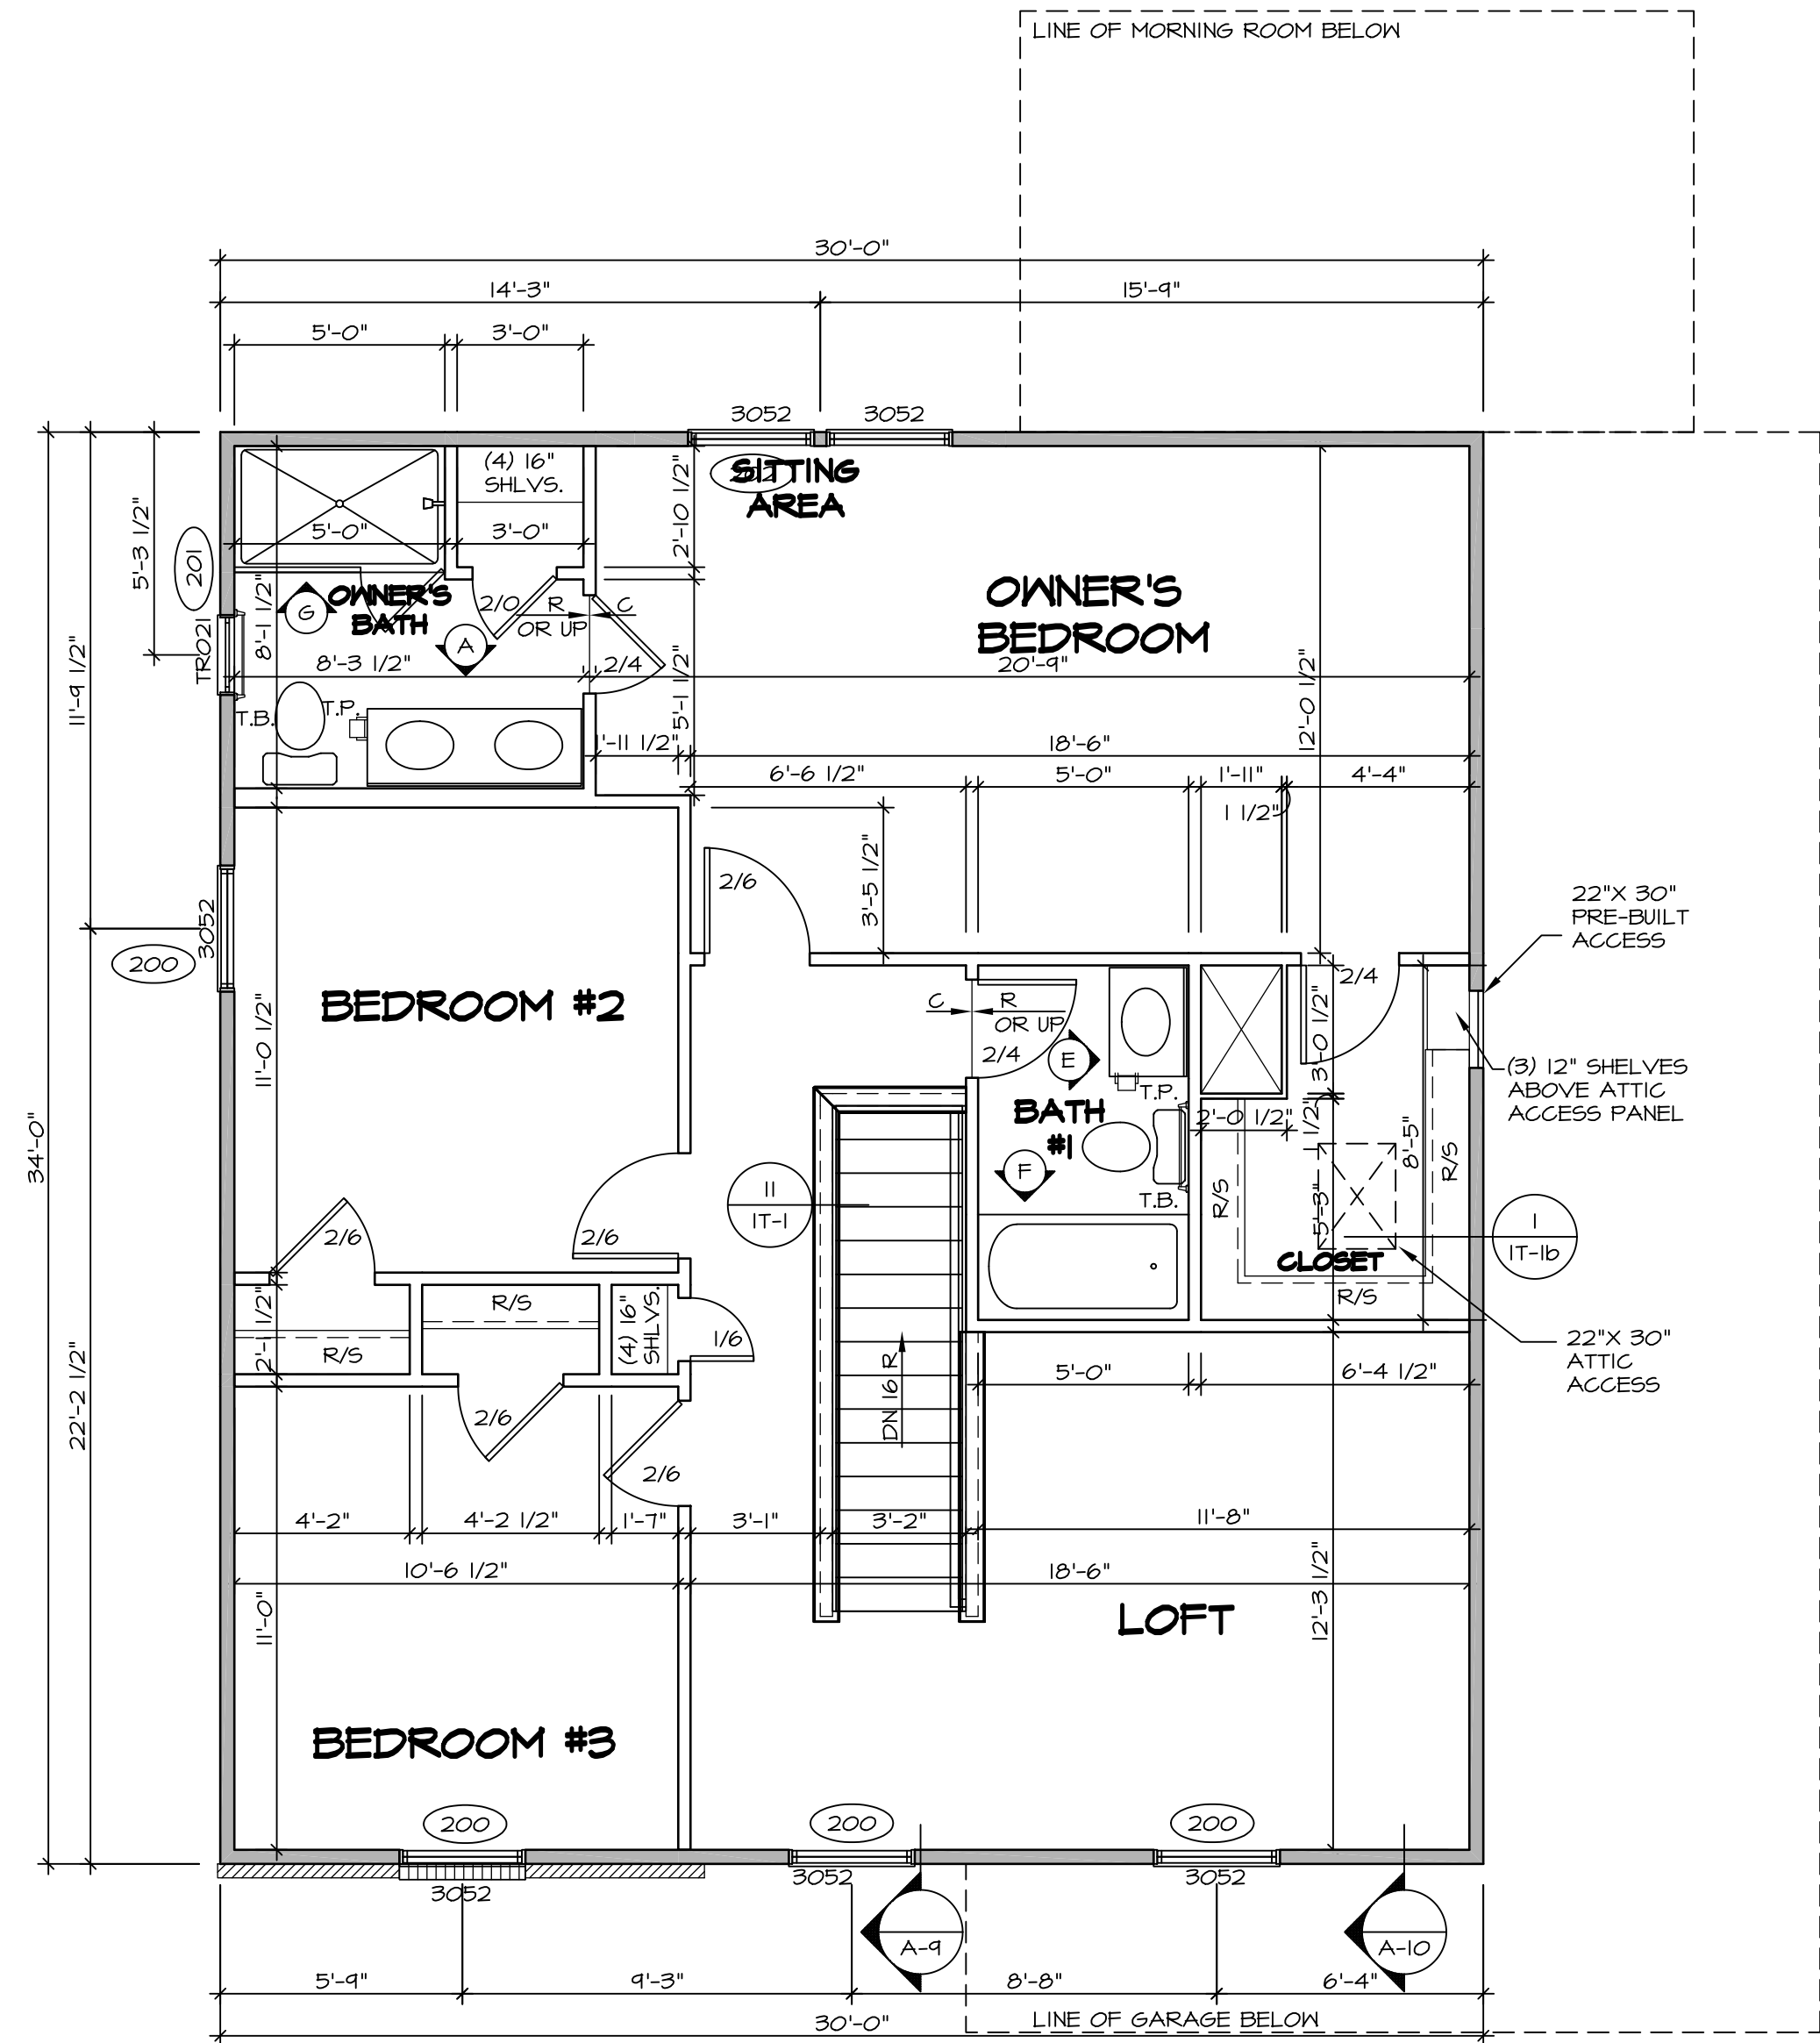 LINE OF MORNING ROOM BELOW
30'-0"
14'-3"
15'-9"
5'-0"
3'-0"
3052
3052
(4) 16"
SHLVS.
SITTING
AREA
2'-10 1/2"
5'-0"
3'-0"
5'-3 1/2"
201
TR021
8'-1 1/2"
G
OWNER'S
BATH
A
2/0
R
OR UP
C
OWNER'S
BEDROOM
8'-3 1/2"
2/4
20'-9"
5'-1 1/2"
12'-0 1/2"
11'-9 1/2"
T.B.
T.P.
1'-11 1/2"
18'-6"
6'-6 1/2"
5'-0"
1'-11"
4'-4"
1 1/2"
3'-5 1/2"
2/6
3052
200
22"X 30"
PRE-BUILT
ACCESS
BEDROOM #2
11'-0 1/2"
C
R
OR UP
2/4
E
2/4
3'-0 1/2"
(3) 12" SHELVES
ABOVE ATTIC
ACCESS PANEL
T.P.
BATH
#1
2'-0 1/2"
1 1/2"
8'-5"
R/S
34'-0"
F
T.B.
R/S
5'-3"
11
1T-1
1
1T-1b
CLOSET
R/S
2/6
2/6
R/S
(4) 16"
SHLVS.
1/6
2'-11 1/2"
R/S
22"X 30"
ATTIC
ACCESS
22'-2 1/2"
DN 16 R
5'-0"
6'-4 1/2"
2/6
2/6
4'-2"
4'-2 1/2"
1'-7"
3'-1"
3'-2"
11'-8"
10'-6 1/2"
18'-6"
11'-0"
12'-3 1/2"
LOFT
BEDROOM #3
200
200
200
3052
3052
3052
A-9
A-10
5'-9"
9'-3"
8'-8"
6'-4"
30'-0"
LINE OF GARAGE BELOW